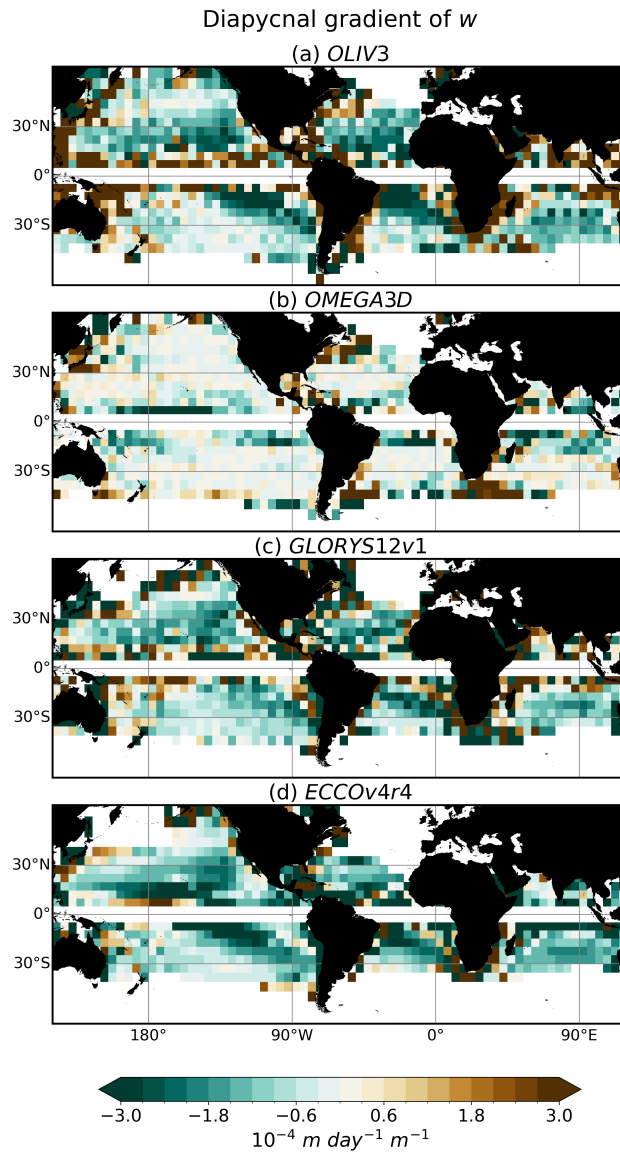 Diapycnal gradient of w
(a) OLIV3
30°N
0°
30°S
(b) OMEGA3D
30°N
0°
30°S
(c) GLORYS12v1
30°N
0°
30°S
(d) ECCOv4r4
30°N
0°
30°S
180° 90°W 0° 90°E
−3.0 −1.8 −0.6 0.6 1.8 3.0
10⁻⁴ m day⁻¹ m⁻¹